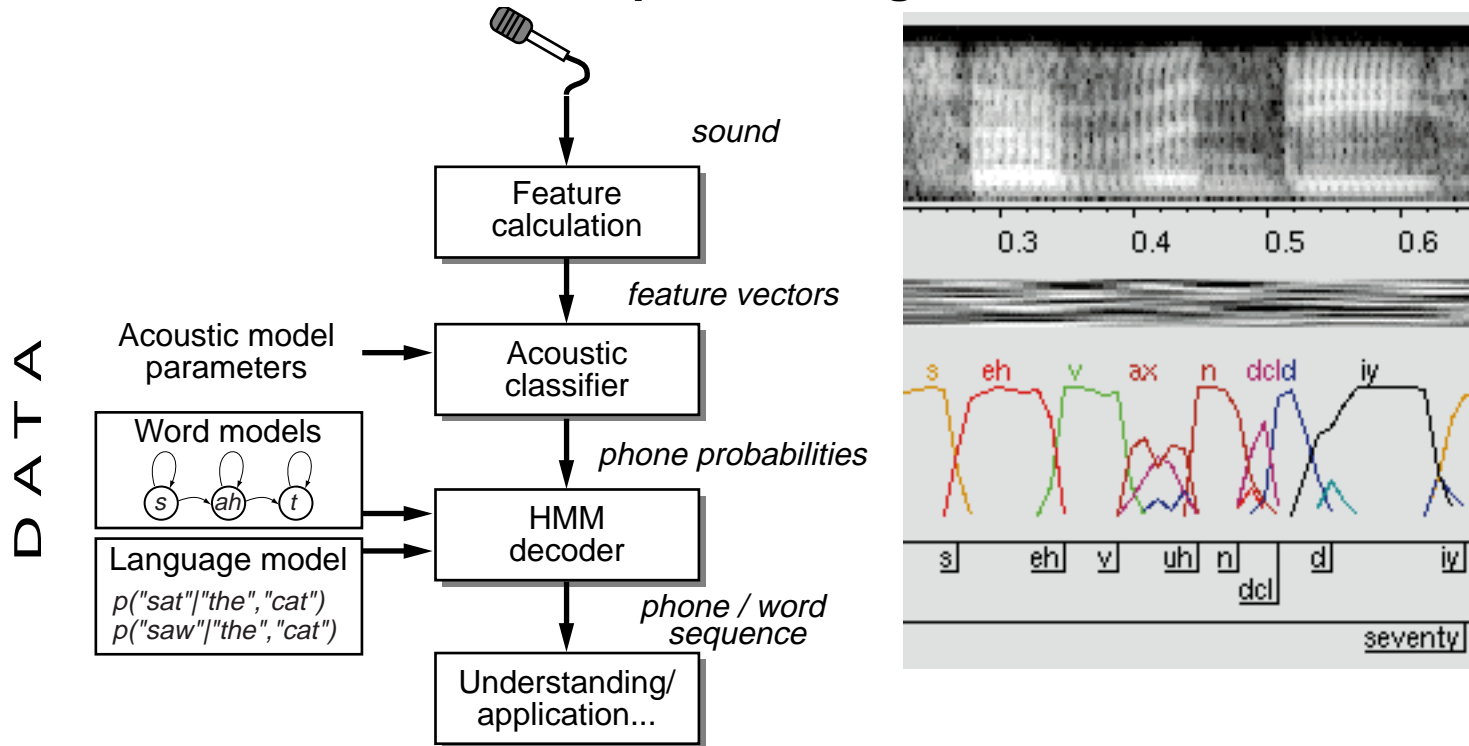 sound
Feature
calculation
feature vectors
Acoustic model
parameters
Acoustic
classifier
DATA
Word models
s ah t
phone probabilities
HMM
decoder
Language model
p("sat"|"the","cat")
p("saw"|"the","cat")
phone / word
sequence
Understanding/
application...
0.3 0.4 0.5 0.6
s eh v ax n dcl d iy
s eh v uh n d iy
dcl
seventy